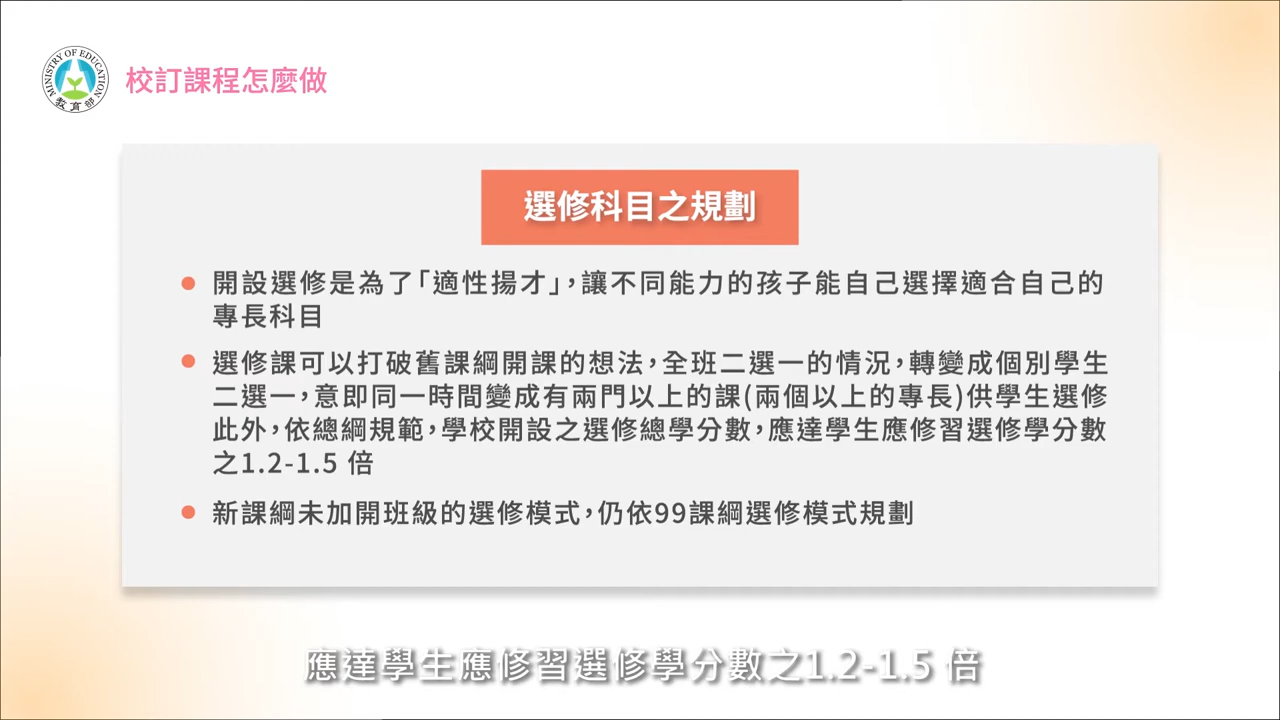 MINISTRY OF EDUCATION
教育部
校訂課程怎麼做
選修科目之規劃
開設選修是為了「適性揚才」,讓不同能力的孩子能自己選擇適合自己的
專長科目
選修課可以打破舊課綱開課的想法,全班二選一的情況,轉變成個別學生
二選一,意即同一時間變成有兩門以上的課(兩個以上的專長)供學生選修
此外,依總綱規範,學校開設之選修總學分數,應達學生應修習選修學分數
之1.2-1.5 倍
新課綱未加開班級的選修模式,仍依99課綱選修模式規劃
應達學生應修習選修學分數之1.2-1.5 倍